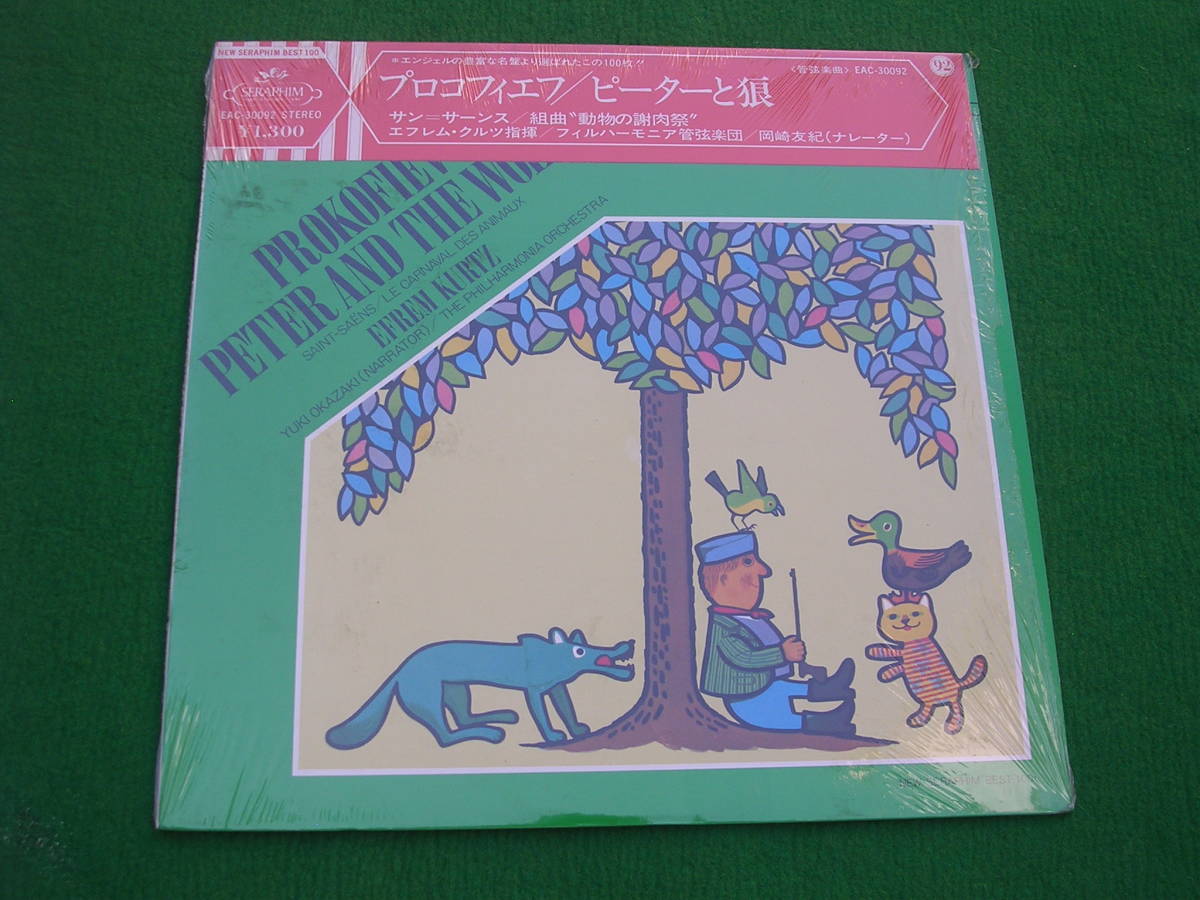 NEW SERAPHIM BEST 100
SERAPHIM
EAC-30092 STEREO
¥1,300
※エンジェルの豊富な名盤より選ばれたこの100枚!!
〈管弦楽曲〉EAC-30092
92
プロコフィエフ/ピーターと狼
サン=サーンス/組曲“動物の謝肉祭”
エフレム・クルツ指揮/フィルハーモニア管弦楽団/岡崎友紀(ナレーター)
PROKOFIEV
PETER AND THE WOL
SAINT-SAËNS/LE CARNAVAL DES ANIMAUX
EFREM KURTZ
YUKI OKAZAKI (NARRATOR)/THE PHILHARMONIA ORCHESTRA
NEW SERAPHIM BEST